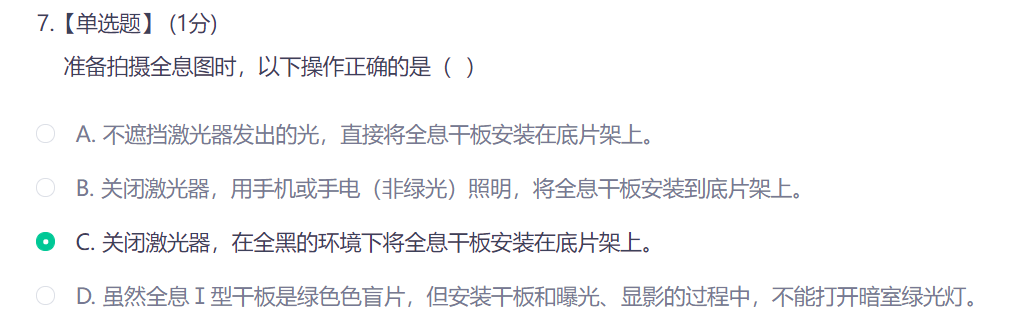 7.【单选题】 (1分)
准备拍摄全息图时，以下操作正确的是（ ）
A. 不遮挡激光器发出的光，直接将全息干板安装在底片架上。
B. 关闭激光器，用手机或手电（非绿光）照明，将全息干板安装到底片架上。
C. 关闭激光器，在全黑的环境下将全息干板安装在底片架上。
D. 虽然全息 I 型干板是绿色色盲片，但安装干板和曝光、显影的过程中，不能打开暗室绿光灯。